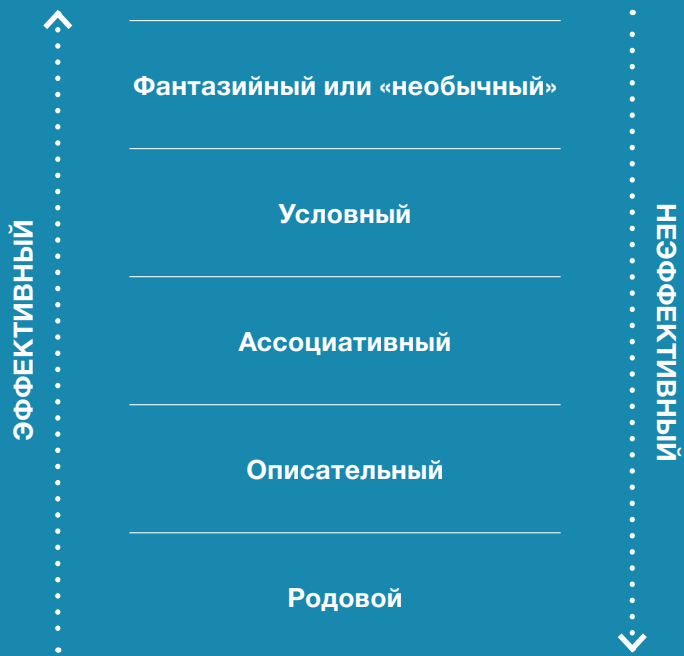 Фантазийный или «необычный»
Условный
Ассоциативный
Описательный
Родовой
ЭФФЕКТИВНЫЙ
НЕЭФФЕКТИВНЫЙ